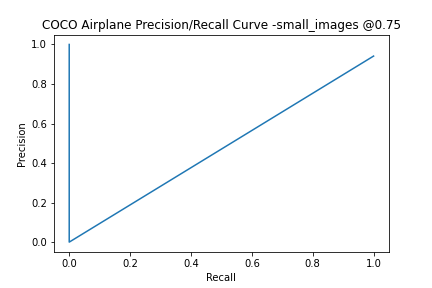 COCO Airplane Precision/Recall Curve -small_images @0.75
1.0
0.8
0.6
0.4
0.2
0.0
Precision
0.0 0.2 0.4 0.6 0.8 1.0
Recall